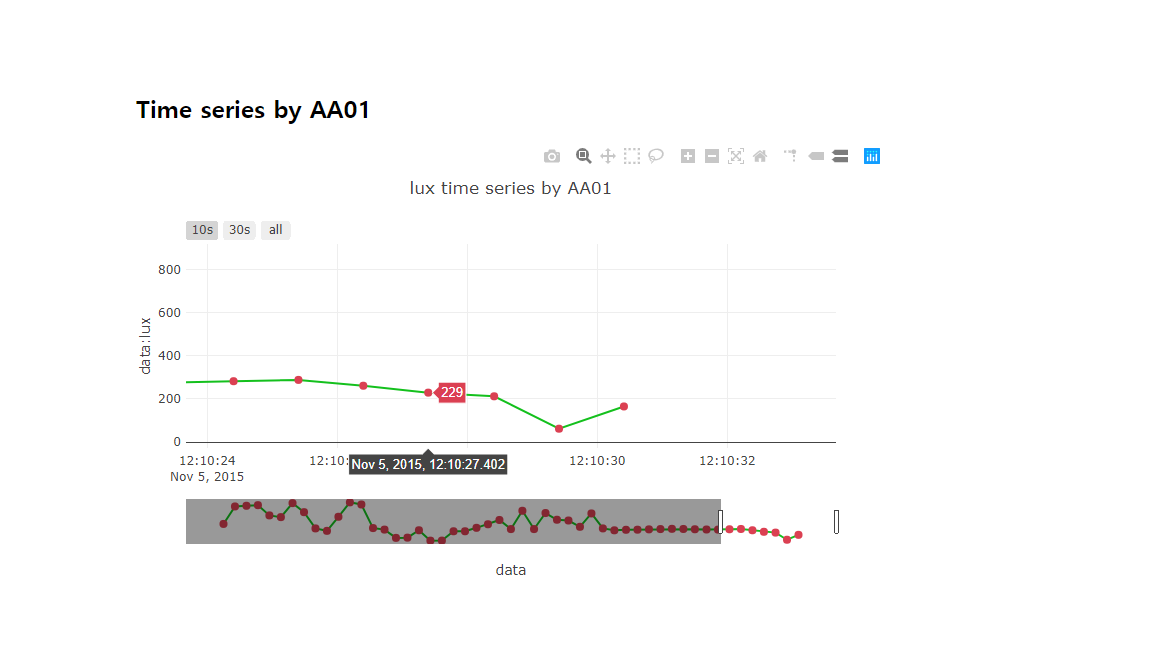 Time series by AA01
lux time series by AA01
10s 30s all
800
600
400
200
0
data:lux
229
12:10:24 12:10: 12:10:30 12:10:32
Nov 5, 2015
Nov 5, 2015, 12:10:27.402
data